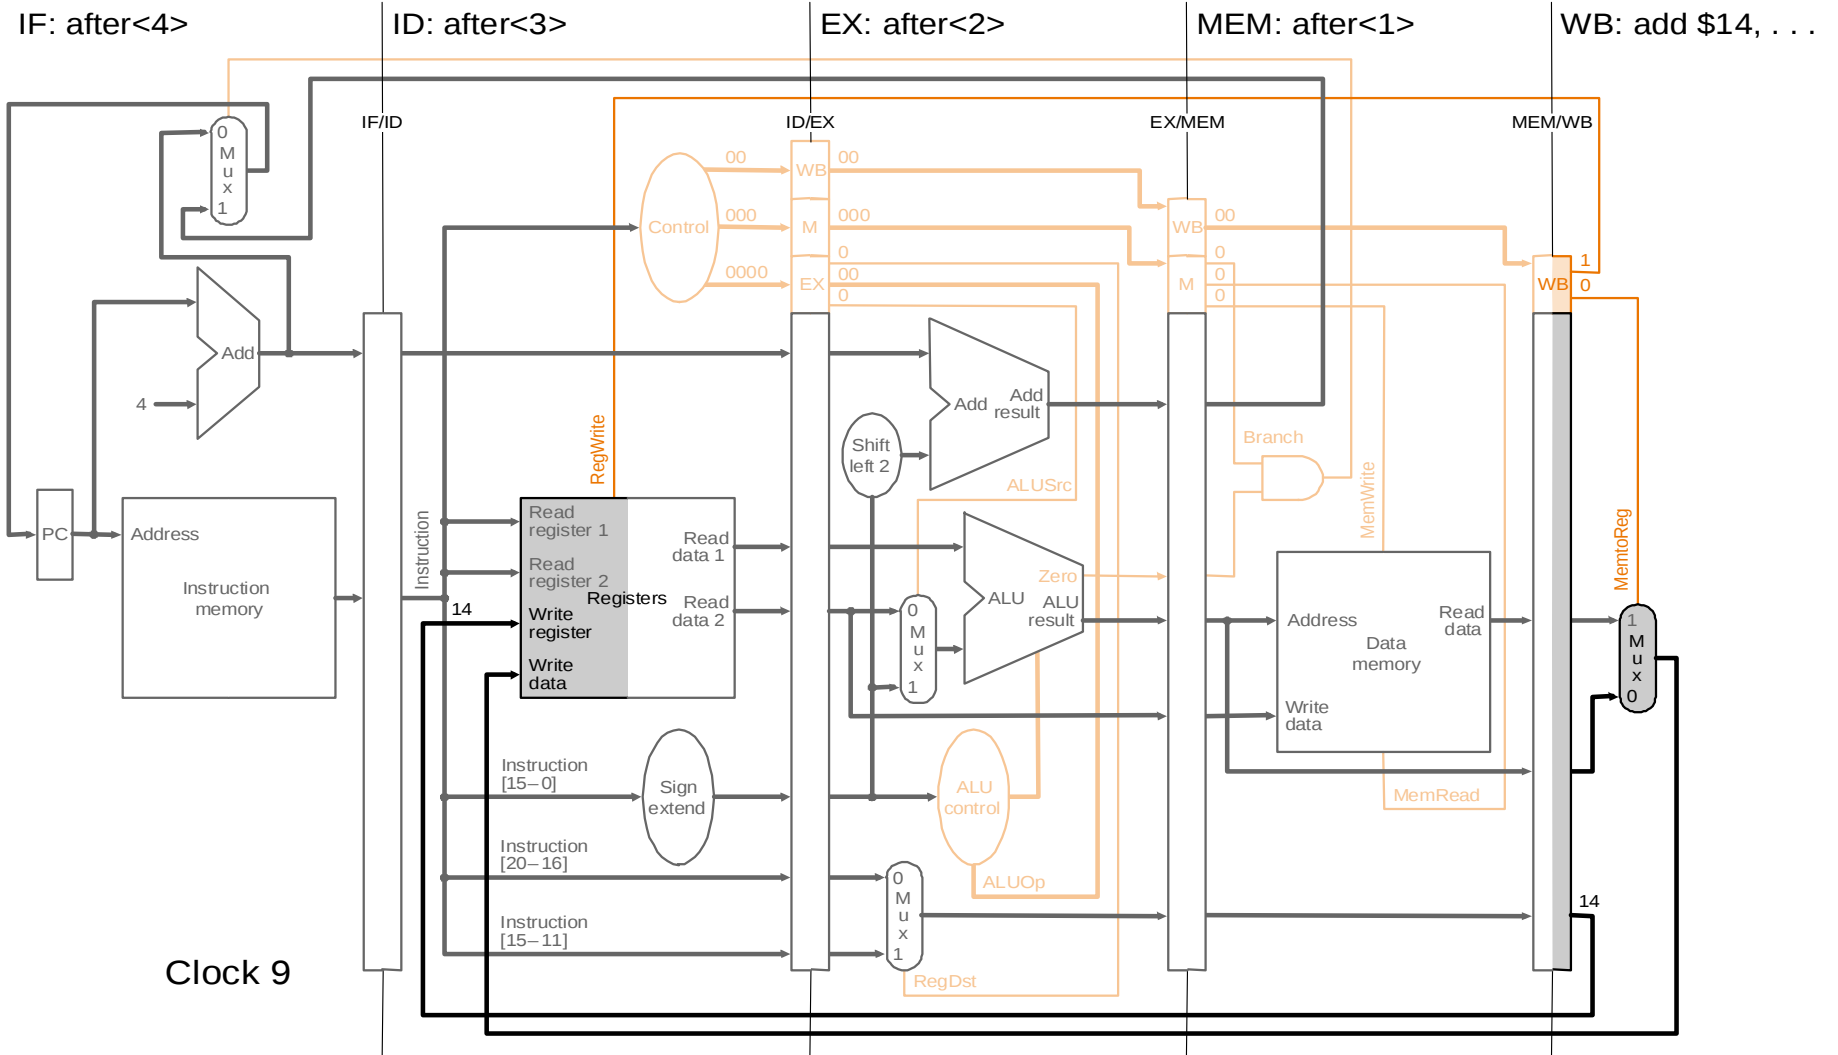 IF: after<4>
ID: after<3>
EX: after<2>
MEM: after<1>
WB: add $14, . . .
IF/ID
ID/EX
EX/MEM
MEM/WB
0
M
u
x
1
Control
00
000
0000
WB
M
EX
00
000
0
00
0
WB
M
00
0
0
0
WB
1
0
Add
4
RegWrite
Shift
left 2
Add
Add
result
ALUSrc
Branch
MemWrite
MemtoReg
PC
Address
Instruction
memory
Instruction
Read
register 1
Read
register 2
Registers
14
Write
register
Write
data
Read
data 1
Read
data 2
0
M
u
x
1
Zero
ALU
ALU
result
Address
Data
memory
Read
data
Write
data
1
M
u
x
0
Instruction
[15–0]
Sign
extend
ALU
control
MemRead
Instruction
[20–16]
ALUOp
0
M
u
x
1
14
Instruction
[15–11]
RegDst
Clock 9